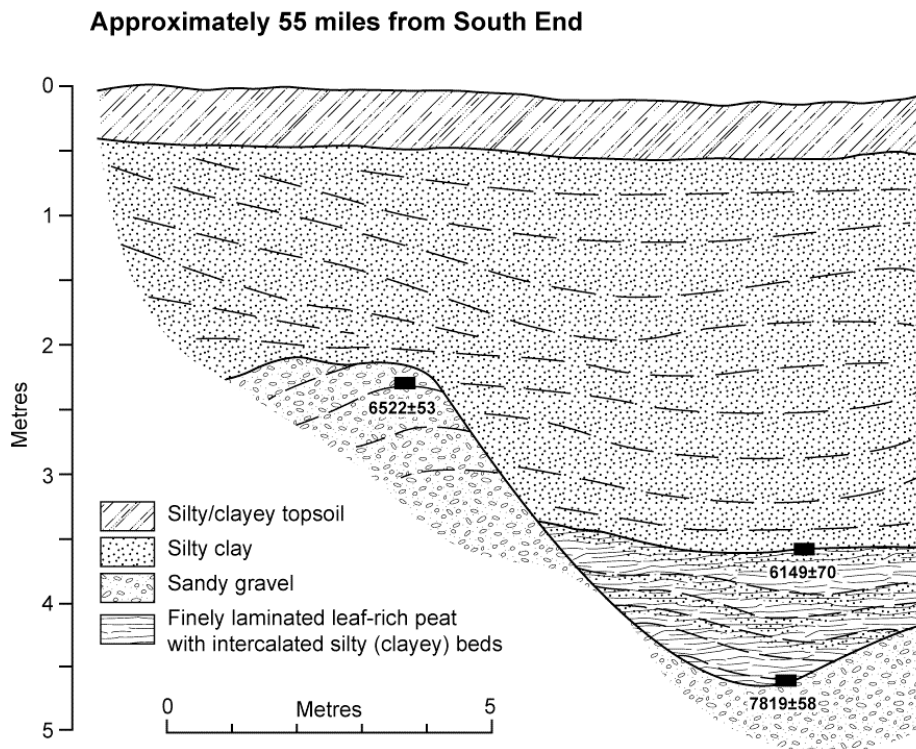 Approximately 55 miles from South End
0
1
2
3
4
5
Metres
6522±53
6149±70
7819±58
Silty/clayey topsoil
Silty clay
Sandy gravel
Finely laminated leaf-rich peat
with intercalated silty (clayey) beds
0 Metres 5